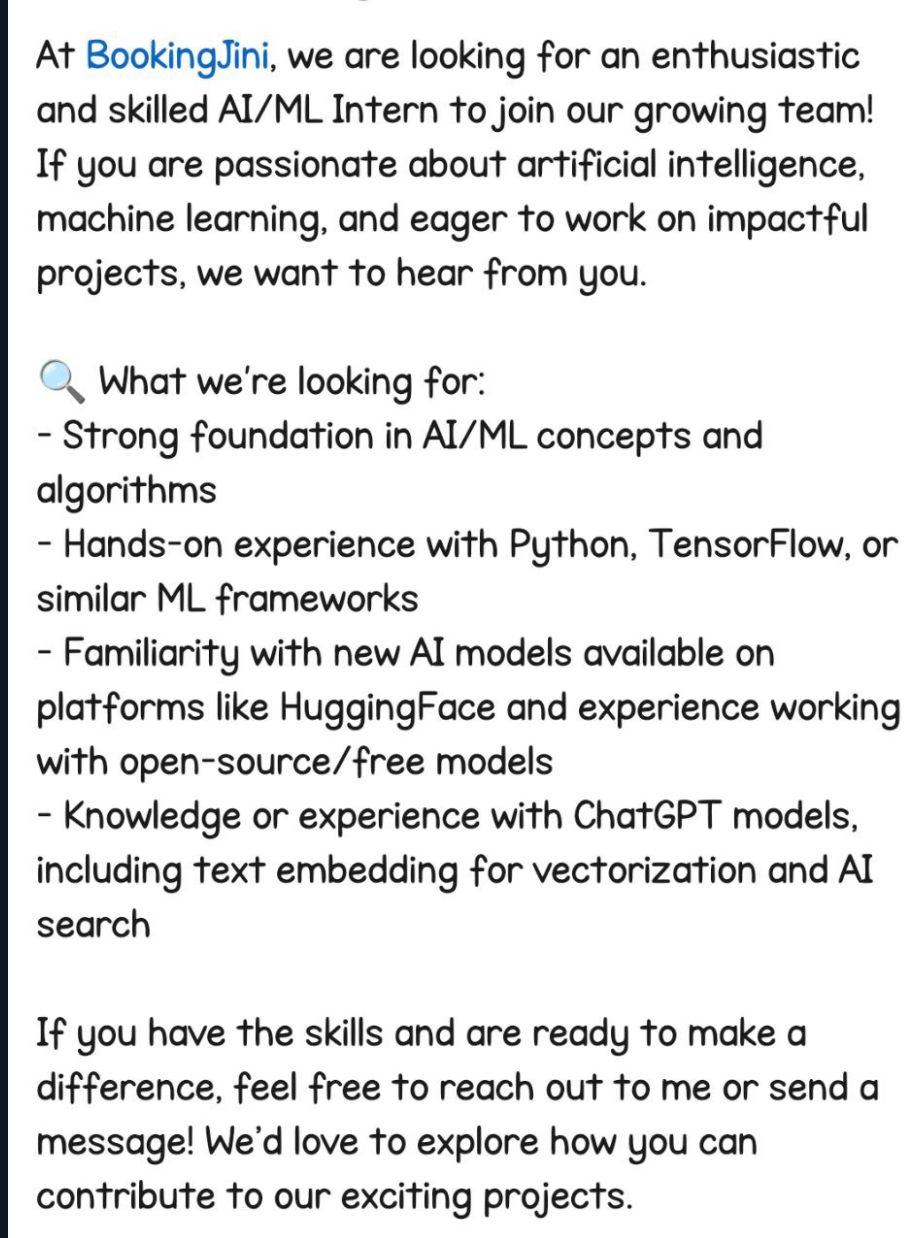 At BookingJini, we are looking for an enthusiastic
and skilled AI/ML Intern to join our growing team!
If you are passionate about artificial intelligence,
machine learning, and eager to work on impactful
projects, we want to hear from you.
🔍 What we're looking for:
- Strong foundation in AI/ML concepts and
algorithms
- Hands-on experience with Python, TensorFlow, or
similar ML frameworks
- Familiarity with new AI models available on
platforms like HuggingFace and experience working
with open-source/free models
- Knowledge or experience with ChatGPT models,
including text embedding for vectorization and AI
search
If you have the skills and are ready to make a
difference, feel free to reach out to me or send a
message! We'd love to explore how you can
contribute to our exciting projects.